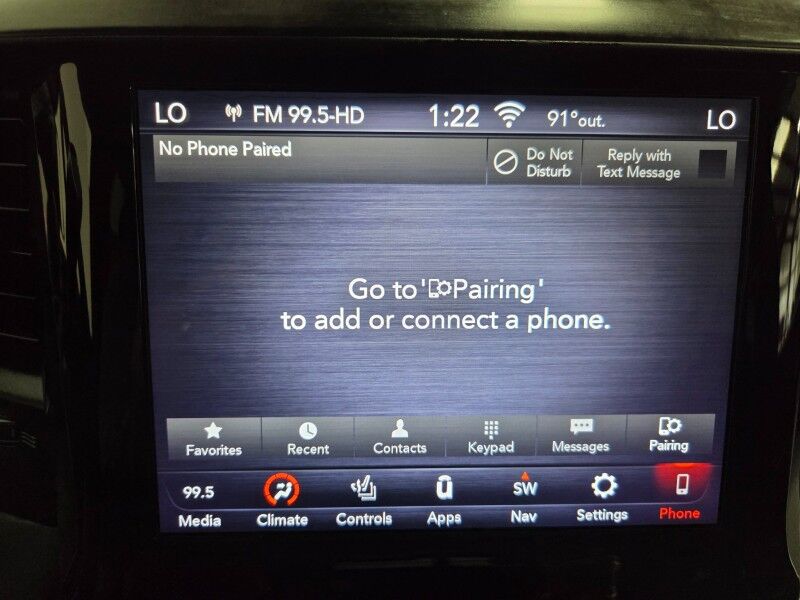 LO FM 99.5-HD 1:22 91°out. LO
No Phone Paired
Do Not
Disturb
Reply with
Text Message
Go to 'Pairing'
to add or connect a phone.
Favorites Recent Contacts Keypad Messages Pairing
99.5 SW
Media Climate Controls Apps Nav Settings Phone